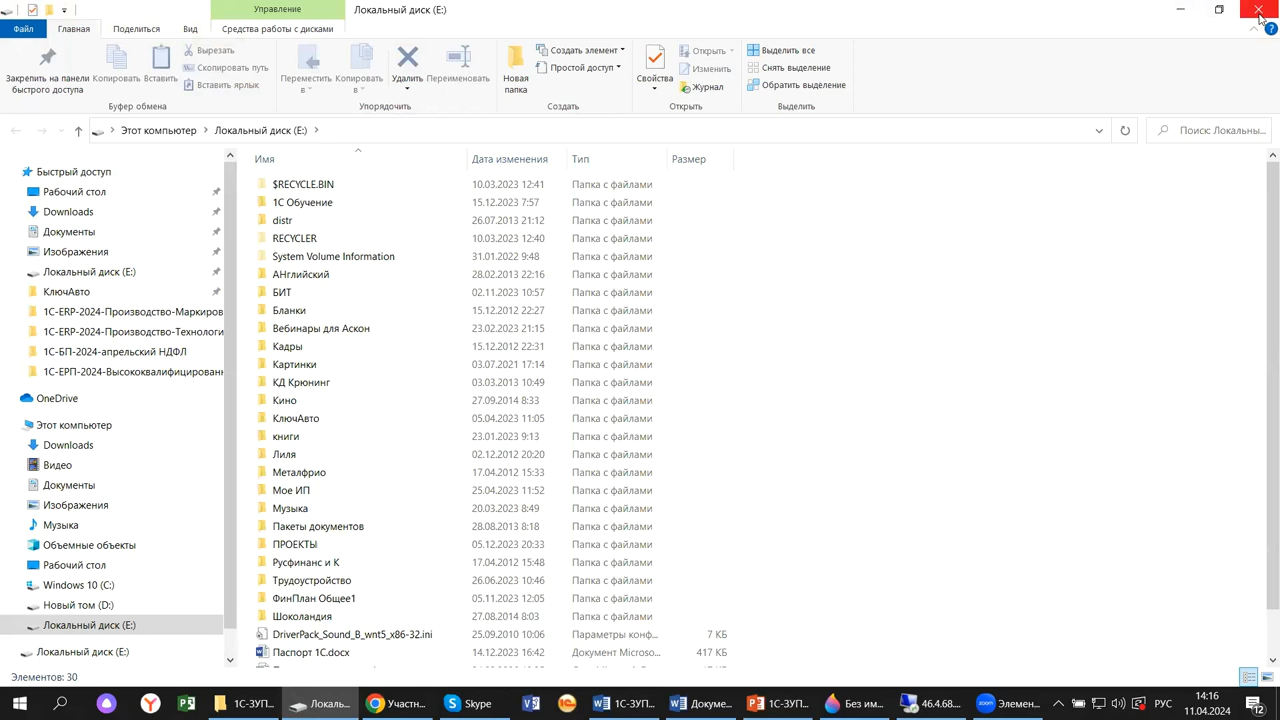 Управление
Локальный диск (E:)
Файл
Главная
Поделиться
Вид
Средства работы с дисками
Закрепить на панели быстрого доступа
Копировать
Вставить
Вырезать
Скопировать путь
Вставить ярлык
Буфер обмена
Переместить в
Копировать в
Удалить
Переименовать
Упорядочить
Новая папка
Создать элемент
Простой доступ
Создать
Свойства
Открыть
Изменить
Журнал
Открыть
Выделить все
Снять выделение
Обратить выделение
Выделить
Этот компьютер
Локальный диск (E:)
Поиск: Локальны...
Быстрый доступ
Рабочий стол
Downloads
Документы
Изображения
Локальный диск (E:)
КлючАвто
1С-ERP-2024-Производство-Маркиров
1С-ERP-2024-Производство-Технологи
1С-БП-2024-апрельский НДФЛ
1С-ЕРП-2024-Высококвалифицирован
OneDrive
Этот компьютер
Downloads
Видео
Документы
Изображения
Музыка
Объемные объекты
Рабочий стол
Windows 10 (C:)
Новый том (D:)
Локальный диск (E:)
Локальный диск (E:)
Имя Дата изменения Тип Размер
$RECYCLE.BIN 10.03.2023 12:41 Папка с файлами
1С Обучение 15.12.2023 7:57 Папка с файлами
distr 26.07.2013 21:12 Папка с файлами
RECYCLER 10.03.2023 12:40 Папка с файлами
System Volume Information 31.01.2022 9:48 Папка с файлами
АНглийский 28.02.2013 22:16 Папка с файлами
БИТ 02.11.2023 10:57 Папка с файлами
Бланки 15.12.2012 22:27 Папка с файлами
Вебинары для Аскон 23.02.2023 21:15 Папка с файлами
Кадры 15.12.2012 22:31 Папка с файлами
Картинки 03.07.2021 17:14 Папка с файлами
КД Крюнинг 03.03.2013 10:49 Папка с файлами
Кино 27.09.2014 8:33 Папка с файлами
КлючАвто 05.04.2023 11:05 Папка с файлами
книги 23.01.2023 9:13 Папка с файлами
Лиля 02.12.2012 20:20 Папка с файлами
Металфрио 17.04.2012 15:33 Папка с файлами
Мое ИП 25.04.2023 11:52 Папка с файлами
Музыка 20.03.2023 8:49 Папка с файлами
Пакеты документов 28.08.2013 8:18 Папка с файлами
ПРОЕКТЫ 05.12.2023 20:33 Папка с файлами
Русфинанс и К 17.04.2012 15:48 Папка с файлами
Трудоустройство 26.06.2023 10:46 Папка с файлами
ФинПлан Общее1 05.11.2023 12:05 Папка с файлами
Шоколандия 27.08.2014 8:03 Папка с файлами
DriverPack_Sound_B_wnt5_x86-32.ini 25.09.2010 10:06 Параметры конф... 7 КБ
Паспорт 1С.docx 14.12.2023 16:42 Документ Microso... 417 КБ
Элементов: 30
1С-ЗУП...
Локаль...
Участн...
Skype
1С-ЗУП...
Докуме...
1С-ЗУП...
Без им...
46.4.68...
Элемен...
РУС
14:16
11.04.2024
12